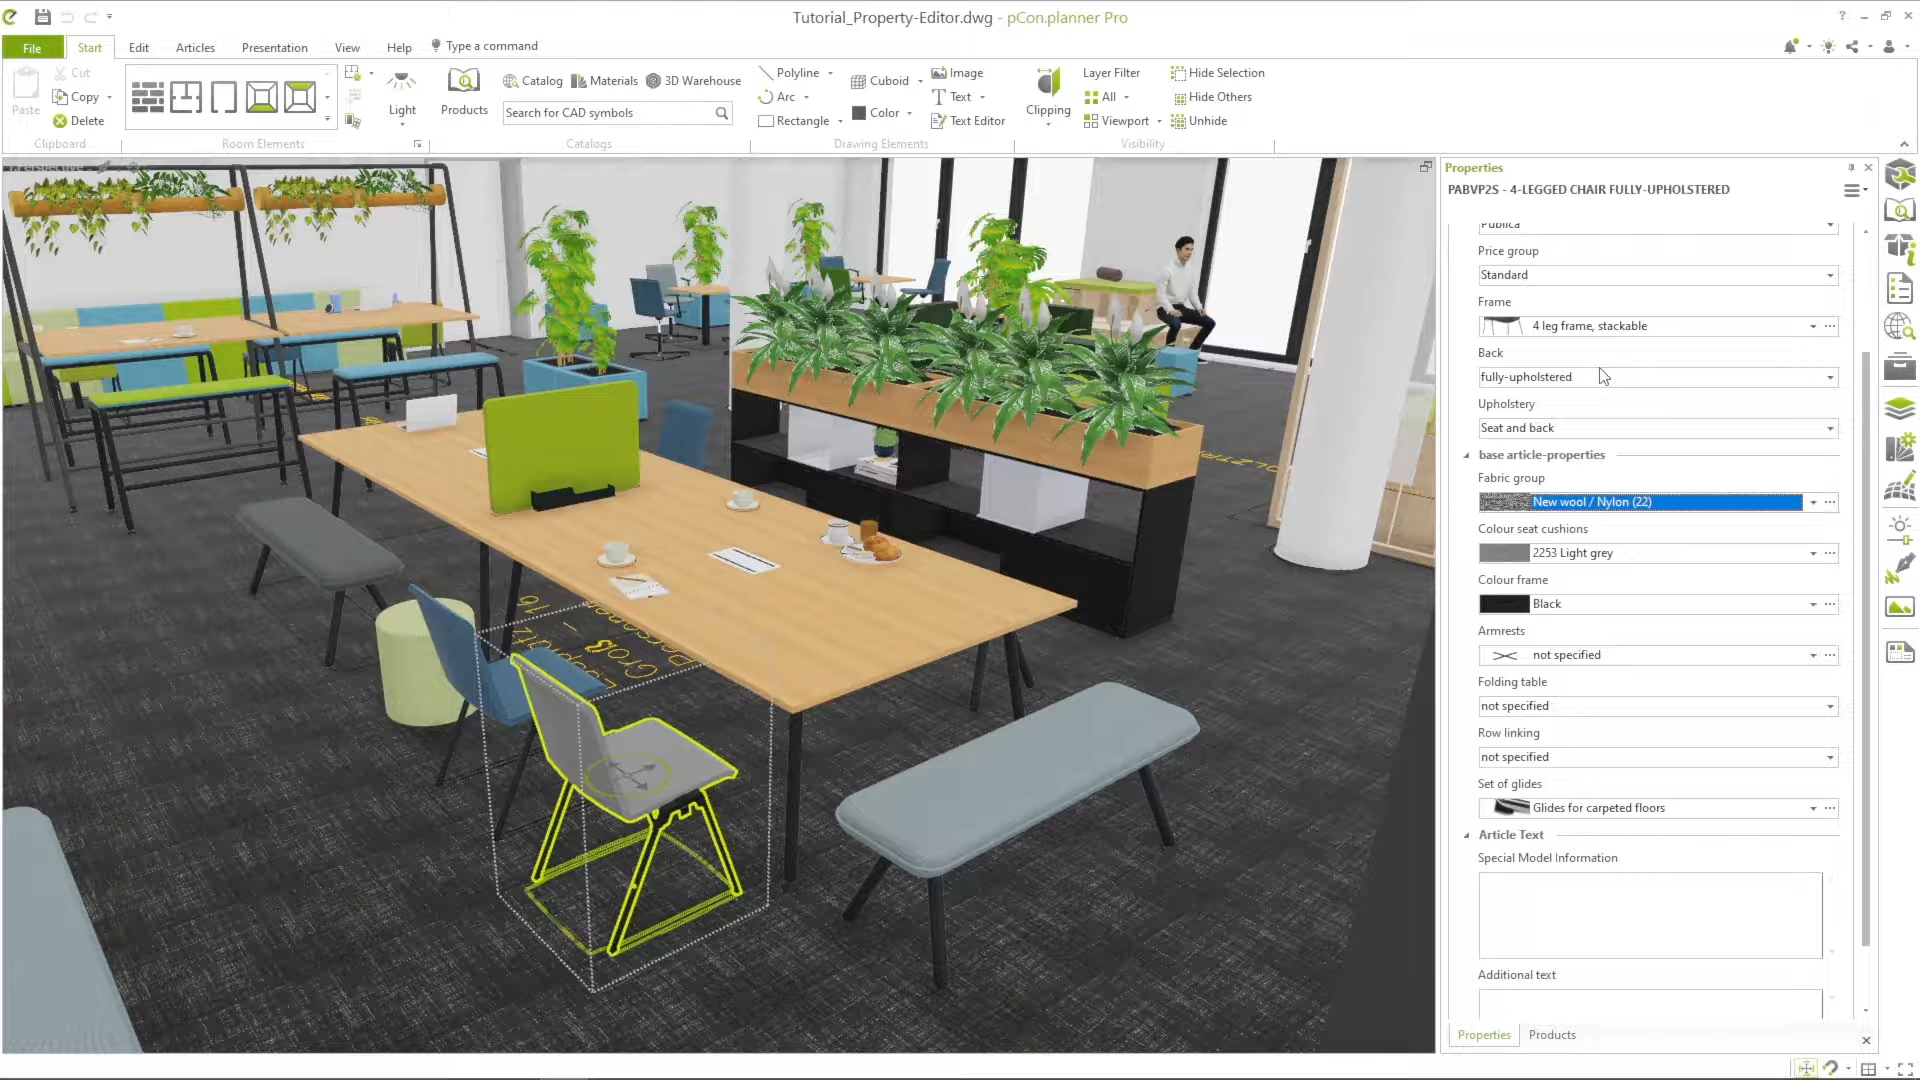 Tutorial_Property-Editor.dwg - pCon.planner Pro
File
Start
Edit
Articles
Presentation
View
Help
Type a command
Paste
Cut
Copy
Delete
Light
Products
Catalog
Materials
3D Warehouse
Search for CAD symbols
Polyline
Arc
Rectangle
Cuboid
Color
Image
Text
Text Editor
Clipping
Layer Filter
All
Viewport
Hide Selection
Hide Others
Unhide
Clipboard ...
Room Elements
Catalogs
Drawing Elements
Visibility
Perspective
Properties
PABVP2S - 4-LEGGED CHAIR FULLY-UPHOLSTERED
Publica
Price group
Standard
Frame
4 leg frame, stackable
Back
fully-upholstered
Upholstery
Seat and back
base article-properties
Fabric group
New wool / Nylon (22)
Colour seat cushions
2253 Light grey
Colour frame
Black
Armrests
not specified
Folding table
not specified
Row linking
not specified
Set of glides
Glides for carpeted floors
Article Text
Special Model Information
Additional text
Properties
Products